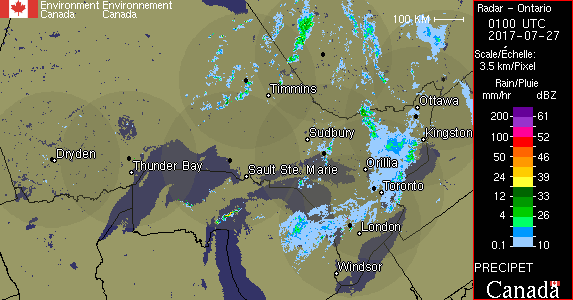 Environment Environnement
Canada Canada
100 KM
Timmins
Ottawa
Sudbury
Kingston
Dryden
Thunder Bay
Sault Ste. Marie
Orillia
Toronto
London
Windsor
Radar - Ontario
0100 UTC
2017-07-27
Scale/Échelle:
3.5 km/Pixel
Rain/Pluie
mm/hr dBZ
200 61
100 52
50 46
24 39
12 33
4 26
0.1 10
PRECIPET
Canada